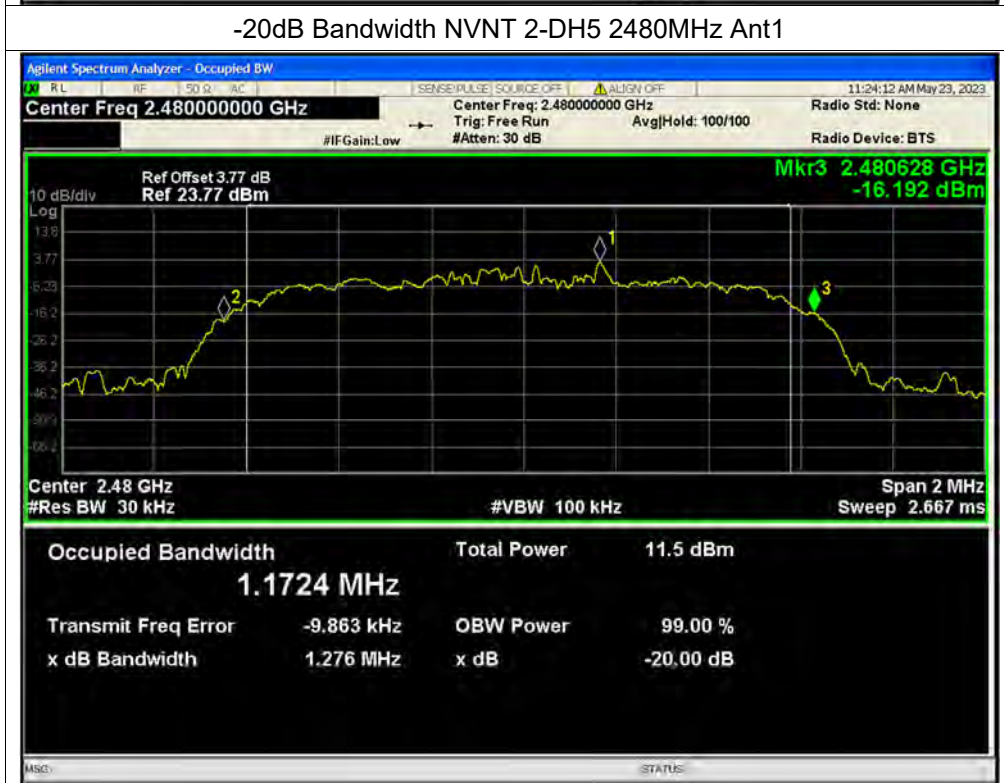 -20dB Bandwidth NVNT 2-DH5 2480MHz Ant1
Agilent Spectrum Analyzer - Occupied BW
RL RF 50 Ω AC SENSE:PULSE SOURCE OFF ALIGN OFF 11:24:12 AM May 23, 2023
Center Freq 2.480000000 GHz Center Freq: 2.480000000 GHz Radio Std: None
Trig: Free Run Avg|Hold: 100/100
#IFGain:Low #Atten: 30 dB Radio Device: BTS
Ref Offset 3.77 dB Mkr3 2.480628 GHz
10 dB/div Ref 23.77 dBm -16.192 dBm
Log
13.8
3.77
-6.23
-16.2
-26.2
-36.2
-46.2
1
2
3
Center 2.48 GHz Span 2 MHz
#Res BW 30 kHz #VBW 100 kHz Sweep 2.667 ms
Occupied Bandwidth Total Power 11.5 dBm
1.1724 MHz
Transmit Freq Error -9.863 kHz OBW Power 99.00 %
x dB Bandwidth 1.276 MHz x dB -20.00 dB
MSG STATUS